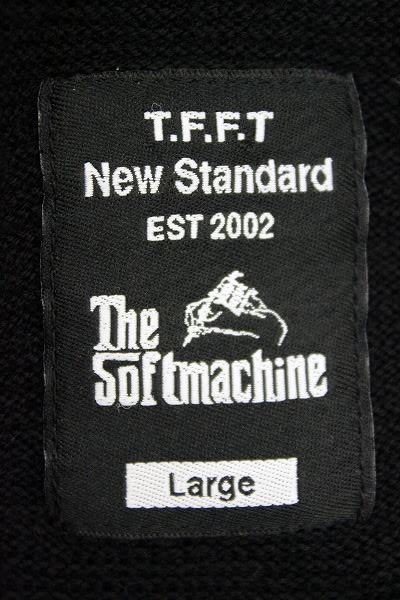 T.F.F.T
New Standard
EST 2002
The
Softmachine
Large